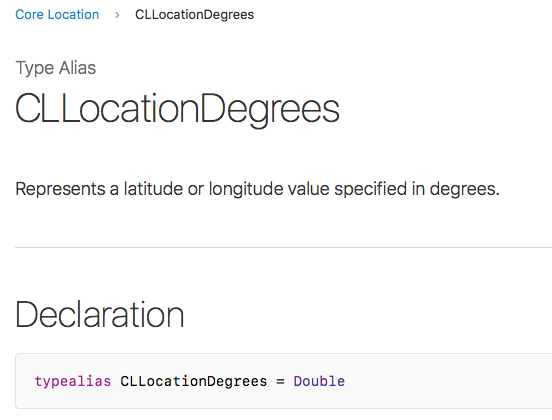 Core Location › CLLocationDegrees
Type Alias
CLLocationDegrees
Represents a latitude or longitude value specified in degrees.
Declaration
typealias CLLocationDegrees = Double